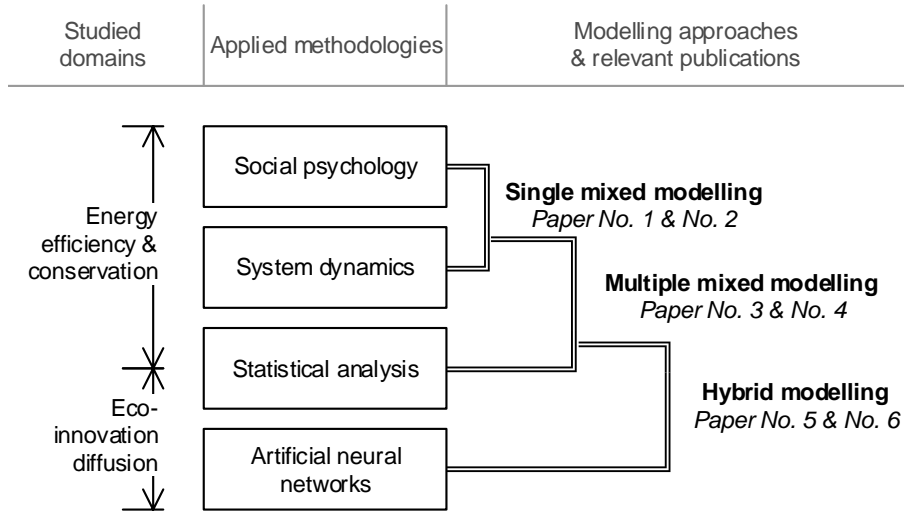 Studied
domains
Applied methodologies
Modelling approaches
& relevant publications
Social psychology
System dynamics
Statistical analysis
Artificial neural
networks
Energy
efficiency &
conservation
Eco-
innovation
diffusion
Single mixed modelling
Paper No. 1 & No. 2
Multiple mixed modelling
Paper No. 3 & No. 4
Hybrid modelling
Paper No. 5 & No. 6